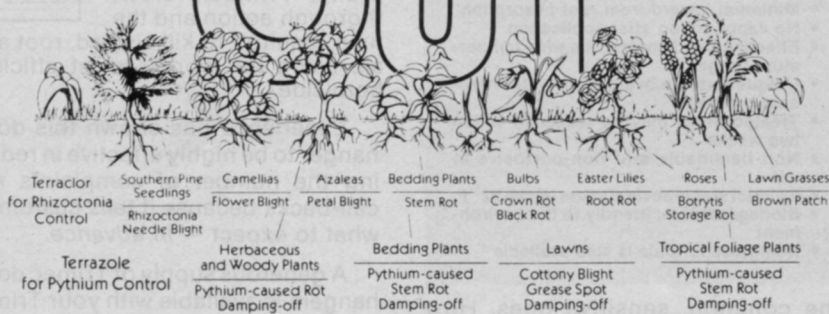 Terraclor
for Rhizoctonia
Control
Southern Pine
Seedlings
Rhizoctonia
Needle Blight
Camellias
Flower Blight
Azaleas
Petal Blight
Bedding Plants
Stem Rot
Bulbs
Crown Rot
Black Rot
Easter Lilies
Root Rot
Roses
Botrytis
Storage Rot
Lawn Grasses
Brown Patch
Terrazole
for Pythium Control
Herbaceous
and Woody Plants
Pythium-caused Rot
Damping-off
Bedding Plants
Pythium-caused
Stem Rot
Damping-off
Lawns
Cottony Blight
Grease Spot
Damping-off
Tropical Foliage Plants
Pythium-caused
Stem Rot
Damping-off